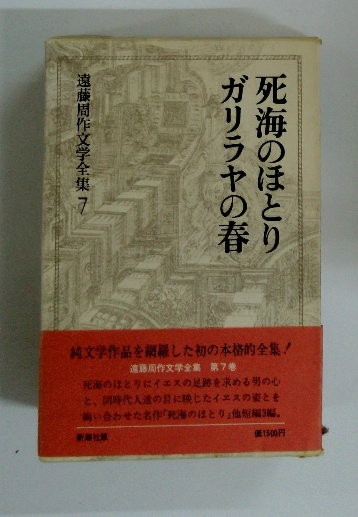 死海のほとり
ガリラヤの春
遠藤周作文学全集 7
純文学作品を網羅した初の本格的全集!
遠藤周作文学全集 第7巻
死海のほとりにイエスの足跡を求める男の心
と、同時代人達の目に映じたイエスの姿とを
綯い合わせた名作『死海のほとり』他短編3編。
新潮社版
価1500円